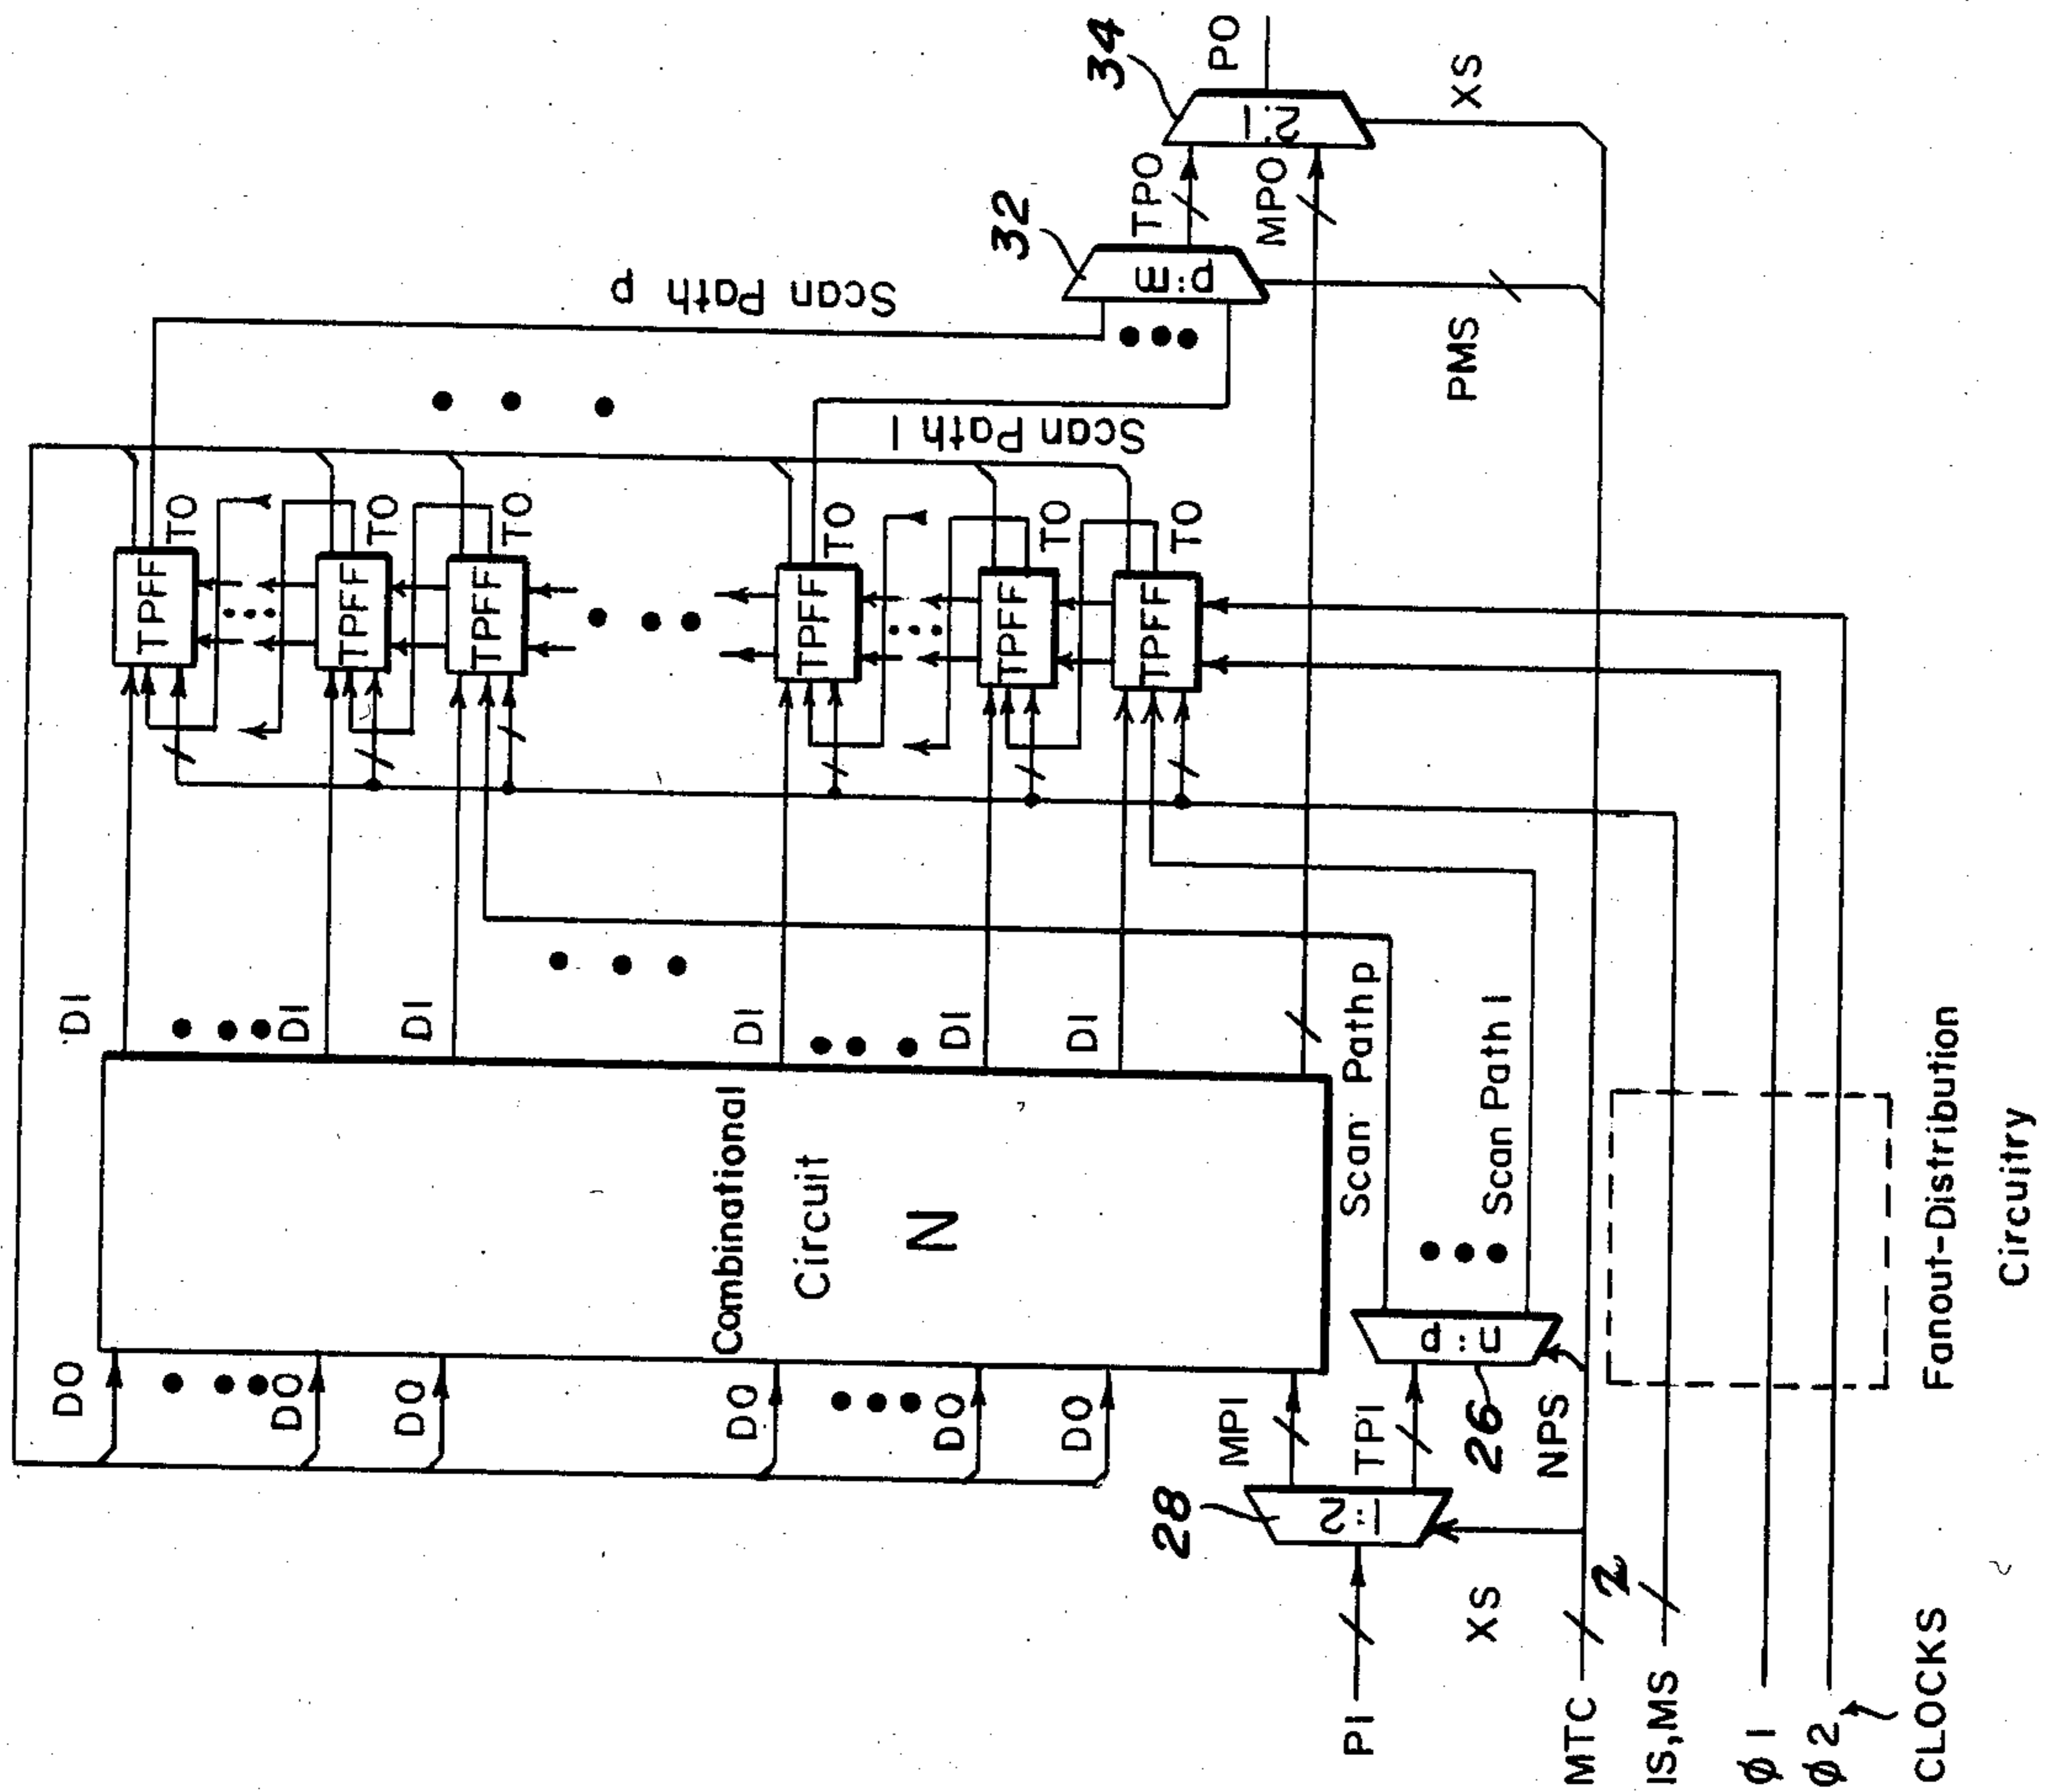 DO
DI
TPFF
TO
DO
DI
TPFF
TO
DO
DI
TPFF
TO
Scan Path p
Combinational
Circuit
N
DO
DI
TPFF
TO
DO
DI
TPFF
TO
Scan Path 1
DO
DI
TPFF
TO
32
34
28
MPI
p:m
TPO
2:1
PO
MPO
PI
1:2
TPI
n:p
Scan Path p
XS
26
NPS
Scan Path 1
PMS
XS
MTC
2
IS,MS
φ1
φ2
CLOCKS
Fanout-Distribution
Circuitry